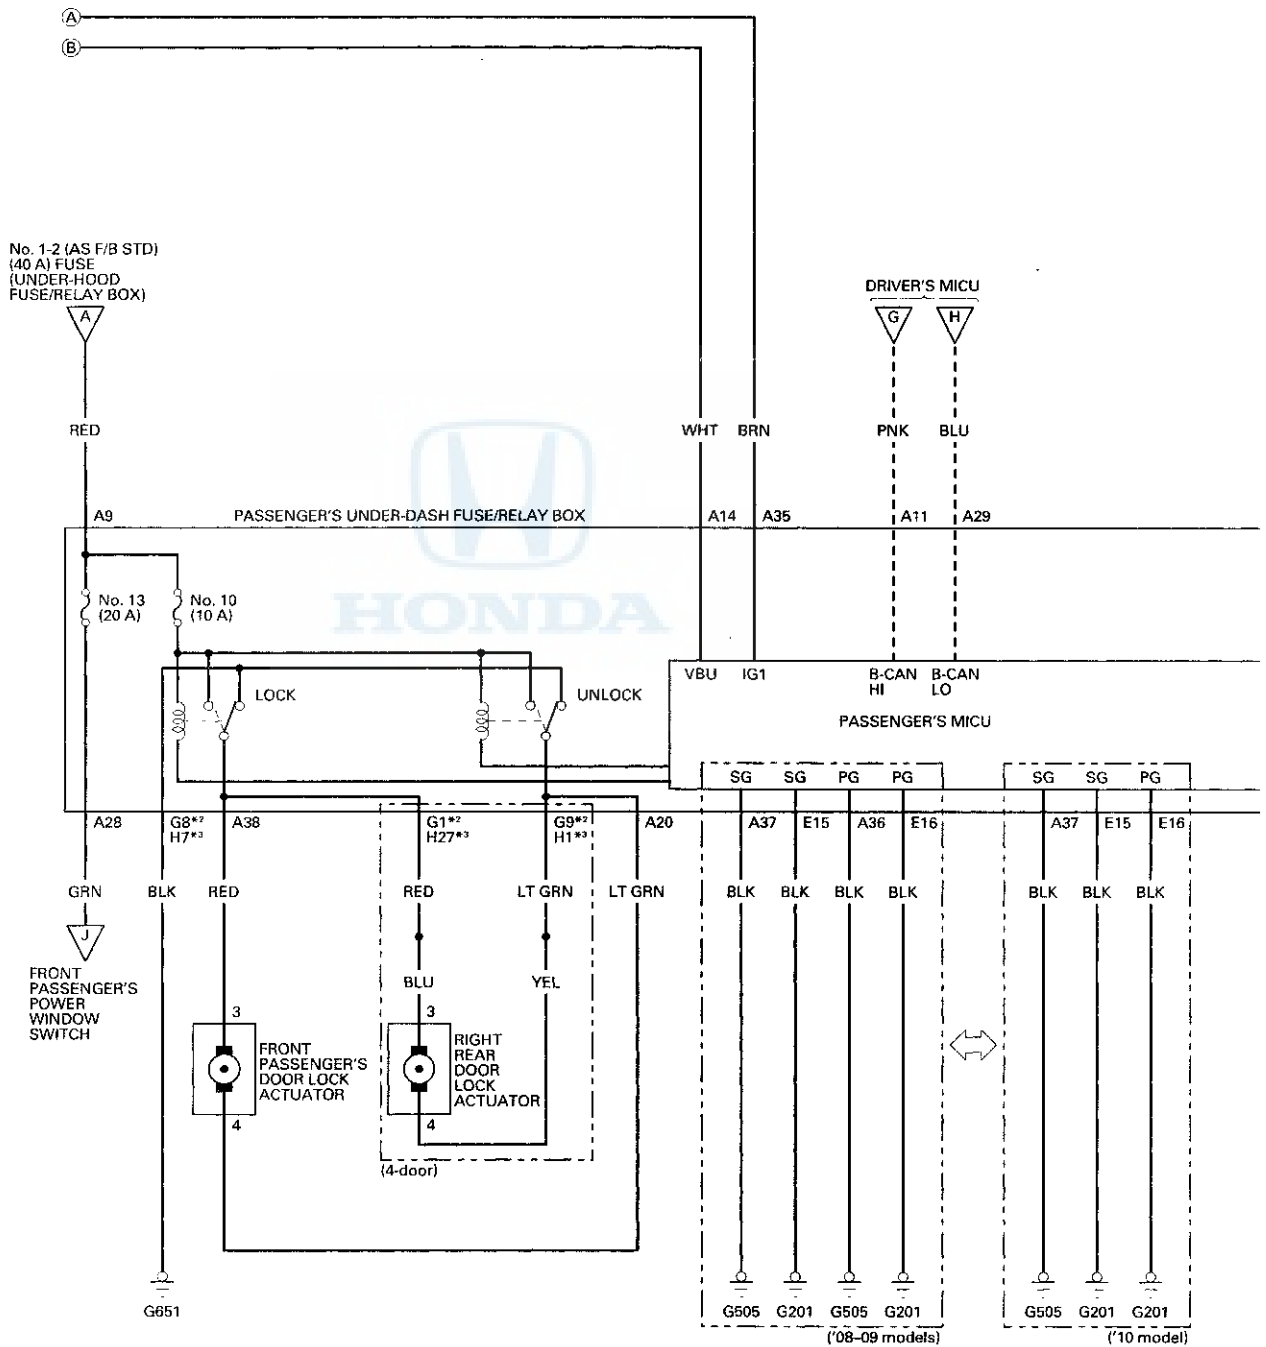 A
B
No. 1-2 (AS F/B STD)
(40 A) FUSE
(UNDER-HOOD
FUSE/RELAY BOX)
A
DRIVER'S MICU
G H
RED WHT BRN PNK BLU
HONDA
A9 PASSENGER'S UNDER-DASH FUSE/RELAY BOX A14 A35 A11 A29
No. 13
(20 A)
No. 10
(10 A)
LOCK UNLOCK
VBU IG1
B-CAN
HI
B-CAN
LO
PASSENGER'S MICU
SG SG PG PG SG SG PG
A28
G8*2
H7*3
A38
G1*2
H27*3
G9*2
H1*3
A20 A37 E15 A36 E16 A37 E15 E16
GRN BLK RED RED LT GRN LT GRN BLK BLK BLK BLK BLK BLK BLK
J
FRONT
PASSENGER'S
POWER
WINDOW
SWITCH
BLU YEL
3
FRONT
PASSENGER'S
DOOR LOCK
ACTUATOR
4
3
RIGHT
REAR
DOOR
LOCK
ACTUATOR
4
(4-door)
G651
G505 G201 G505 G201 G505 G201 G201
('08-09 models) ('10 model)